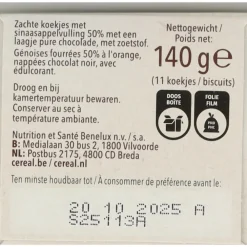 Zachte koekjes met
sinaasappelvulling 50% met een
laagje pure chocolade, met zoetstof.
Génoises fourrées 50% à l'orange,
nappées chocolat noir, avec
édulcorant.
Droog en bij
kamertemperatuur bewaren.
Conserver au sec à
température ambiante.
Nettogewicht /
Poids net:
140 g e
(11 koekjes / biscuits)
DOOS
BOÎTE
FOLIE
FILM
Nutrition et Santé Benelux n.v. / s.a.
B: Medialaan 30 bus 2, 1800 Vilvoorde
NL: Postbus 2175, 4800 CD Breda
cereal.be / cereal.nl
Ten minste houdbaar tot / À consommer de préférence avant le:
20 10 2025 A
S25113A